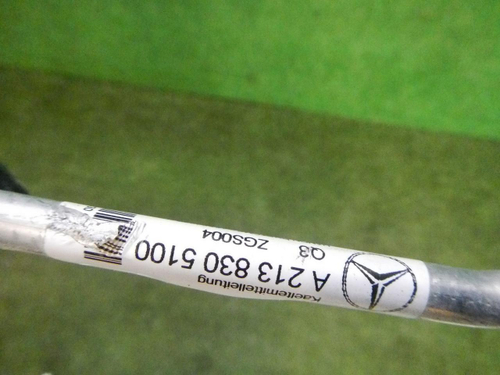 Kaeltemittelleitung
A 213 830 5100
Q3 ZGS004